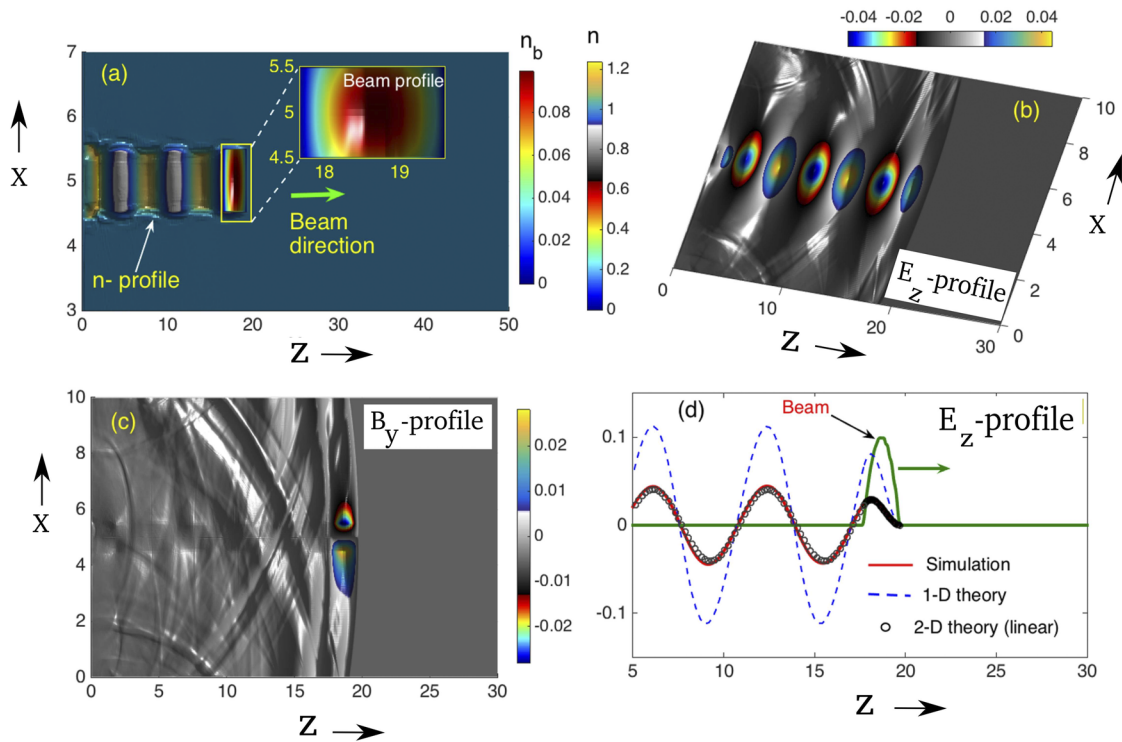 (a)
7
6
5
4
3
X
0
10
20
30
40
50
Z
5.5
5
4.5
18
19
Beam profile
Beam
direction
n- profile
n_b
0.08
0.06
0.04
0.02
0
n
1.2
1
0.8
0.6
0.4
0.2
0
-0.04 -0.02 0 0.02 0.04
(b)
10
8
6
4
2
0
X
0
10
20
30
Z
E_z-profile
(c)
B_y-profile
10
8
6
4
2
0
X
0 5 10 15 20 25 30
Z
0.02
0.01
0
-0.01
-0.02
(d)
Beam
E_z-profile
0.1
0
-0.1
Simulation
1-D theory
2-D theory (linear)
5 10 15 20 25 30
Z